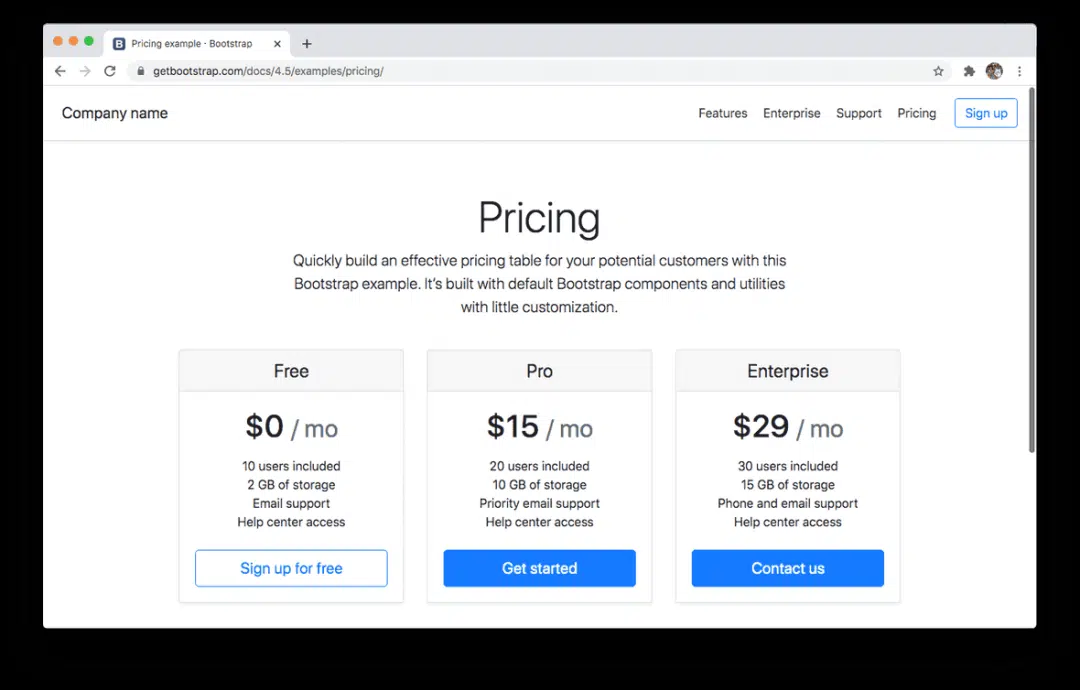 Pricing example · Bootstrap
getbootstrap.com/docs/4.5/examples/pricing/
Company name
Features Enterprise Support Pricing Sign up
Pricing
Quickly build an effective pricing table for your potential customers with this
Bootstrap example. It’s built with default Bootstrap components and utilities
with little customization.
Free
$0 / mo
10 users included
2 GB of storage
Email support
Help center access
Sign up for free
Pro
$15 / mo
20 users included
10 GB of storage
Priority email support
Help center access
Get started
Enterprise
$29 / mo
30 users included
15 GB of storage
Phone and email support
Help center access
Contact us